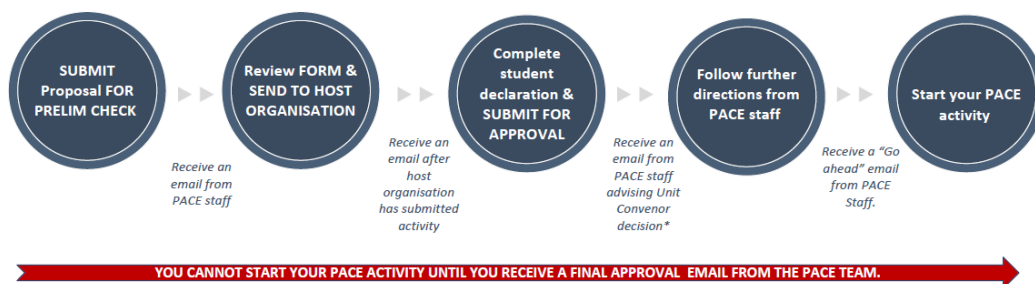 SUBMIT
Proposal FOR
PRELIM CHECK
Receive an
email from
PACE staff
Review FORM &
SEND TO HOST
ORGANISATION
Receive an
email after
host
organisation
has submitted
activity
Complete
student
declaration &
SUBMIT FOR
APPROVAL
Receive an
email from
PACE staff
advising Unit
Convenor
decision*
Follow further
directions from
PACE staff
Receive a “Go
ahead” email
from PACE
Staff.
Start your PACE
activity
YOU CANNOT START YOUR PACE ACTIVITY UNTIL YOU RECEIVE A FINAL APPROVAL EMAIL FROM THE PACE TEAM.